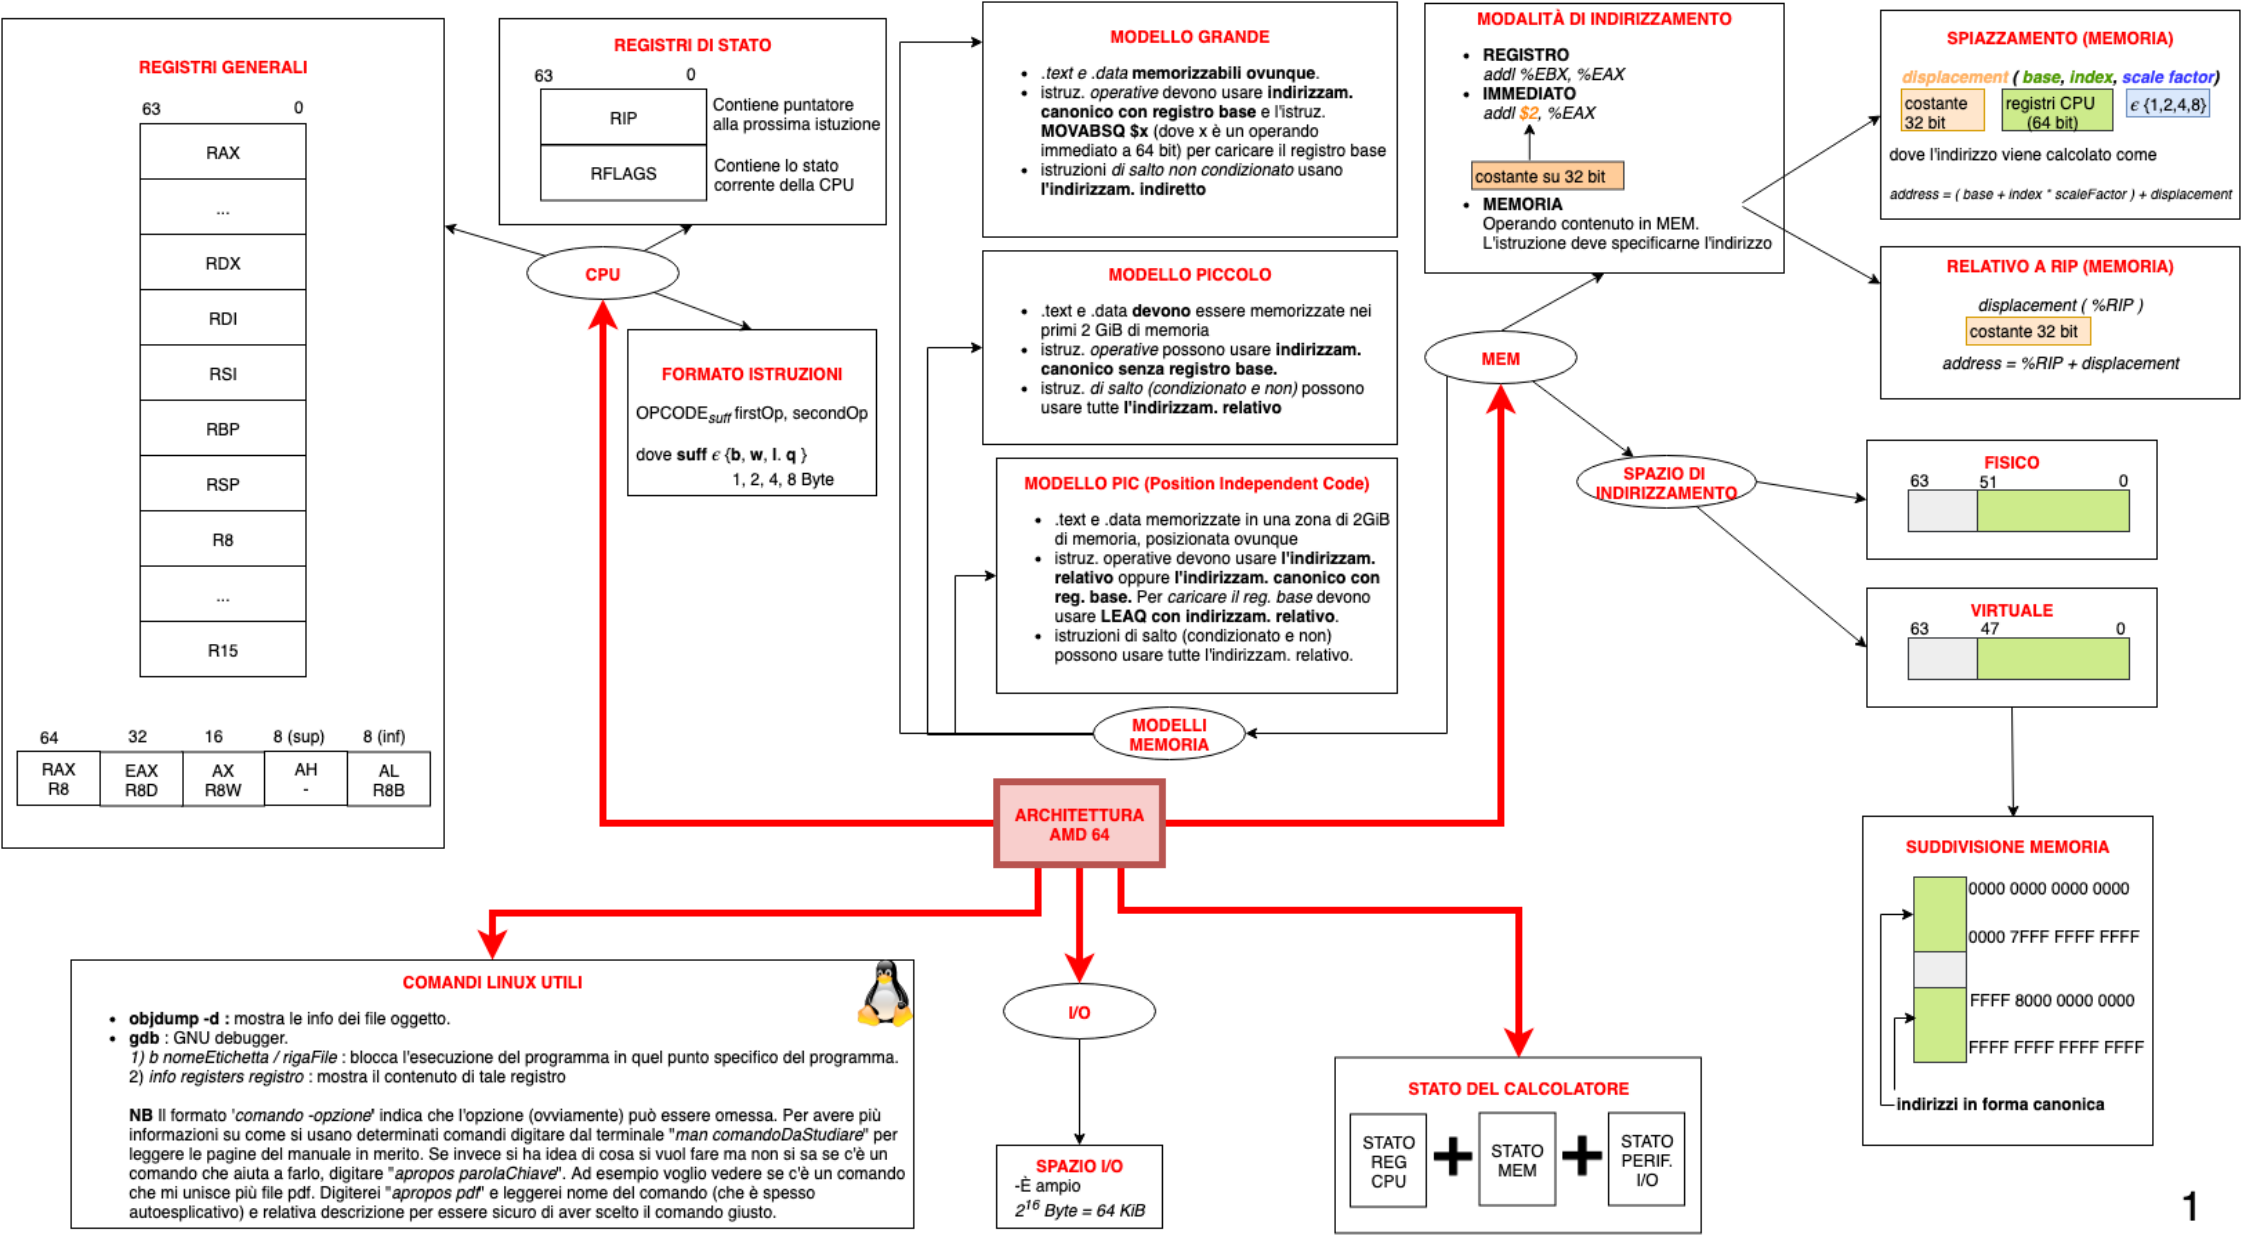 REGISTRI GENERALI
63 0
RAX
...
RDX
RDI
RSI
RBP
RSP
R8
...
R15
64 32 16 8 (sup) 8 (inf)
RAX EAX AX AH AL
R8 R8D R8W - R8B
REGISTRI DI STATO
63 0
RIP
Contiene puntatore
alla prossima istuzione
RFLAGS
Contiene lo stato
corrente della CPU
CPU
FORMATO ISTRUZIONI
OPCODEsuff firstOp, secondOp
dove suff ϵ {b, w, l. q }
1, 2, 4, 8 Byte
MODELLO GRANDE
• .text e .data memorizzabili ovunque.
• istruz. operative devono usare indirizzam.
canonico con registro base e l'istruz.
MOVABSQ $x (dove x è un operando
immediato a 64 bit) per caricare il registro base
• istruzioni di salto non condizionato usano
l'indirizzam. indiretto
MODELLO PICCOLO
• .text e .data devono essere memorizzate nei
primi 2 GiB di memoria
• istruz. operative possono usare indirizzam.
canonico senza registro base.
• istruz. di salto (condizionato e non) possono
usare tutte l'indirizzam. relativo
MODELLO PIC (Position Independent Code)
• .text e .data memorizzate in una zona di 2GiB
di memoria, posizionata ovunque
• istruz. operative devono usare l'indirizzam.
relativo oppure l'indirizzam. canonico con
reg. base. Per caricare il reg. base devono
usare LEAQ con indirizzam. relativo.
• istruzioni di salto (condizionato e non)
possono usare tutte l'indirizzam. relativo.
MODELLI
MEMORIA
MODALITÀ DI INDIRIZZAMENTO
• REGISTRO
addl %EBX, %EAX
• IMMEDIATO
addl $2, %EAX
costante su 32 bit
• MEMORIA
Operando contenuto in MEM.
L'istruzione deve specificarne l'indirizzo
MEM
SPIAZZAMENTO (MEMORIA)
displacement ( base, index, scale factor)
costante
32 bit
registri CPU
(64 bit)
ϵ {1,2,4,8}
dove l'indirizzo viene calcolato come
address = ( base + index * scaleFactor ) + displacement
RELATIVO A RIP (MEMORIA)
displacement ( %RIP )
costante 32 bit
address = %RIP + displacement
SPAZIO DI
INDIRIZZAMENTO
FISICO
63 51 0
VIRTUALE
63 47 0
SUDDIVISIONE MEMORIA
0000 0000 0000 0000
0000 7FFF FFFF FFFF
FFFF 8000 0000 0000
FFFF FFFF FFFF FFFF
indirizzi in forma canonica
ARCHITETTURA
AMD 64
COMANDI LINUX UTILI
• objdump -d : mostra le info dei file oggetto.
• gdb : GNU debugger.
1) b nomeEtichetta / rigaFile : blocca l'esecuzione del programma in quel punto specifico del programma.
2) info registers registro : mostra il contenuto di tale registro
NB Il formato 'comando -opzione' indica che l'opzione (ovviamente) può essere omessa. Per avere più
informazioni su come si usano determinati comandi digitare dal terminale "man comandoDaStudiare" per
leggere le pagine del manuale in merito. Se invece si ha idea di cosa si vuol fare ma non si sa se c'è un
comando che aiuta a farlo, digitare "apropos parolaChiave". Ad esempio voglio vedere se c'è un comando
che mi unisce più file pdf. Digiterei "apropos pdf" e leggerei nome del comando (che è spesso
autoesplicativo) e relativa descrizione per essere sicuro di aver scelto il comando giusto.
I/O
SPAZIO I/O
-È ampio
2^16 Byte = 64 KiB
STATO DEL CALCOLATORE
STATO
REG
CPU
STATO
MEM
STATO
PERIF.
I/O
1